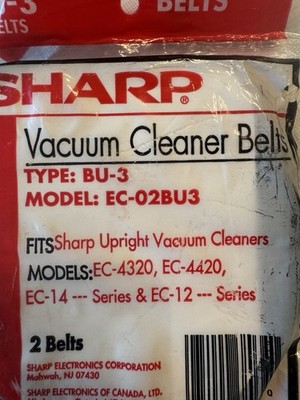 -3
BELTS
ELTS
SHARP®
Vacuum Cleaner Belts
TYPE: BU-3
MODEL: EC-02BU3
FITS Sharp Upright Vacuum Cleaners
MODELS: EC-4320, EC-4420,
EC-14 --- Series & EC-12 --- Series
2 Belts
SHARP ELECTRONICS CORPORATION
Mahwah, NJ 07430
SHARP ELECTRONICS OF CANADA, LTD.